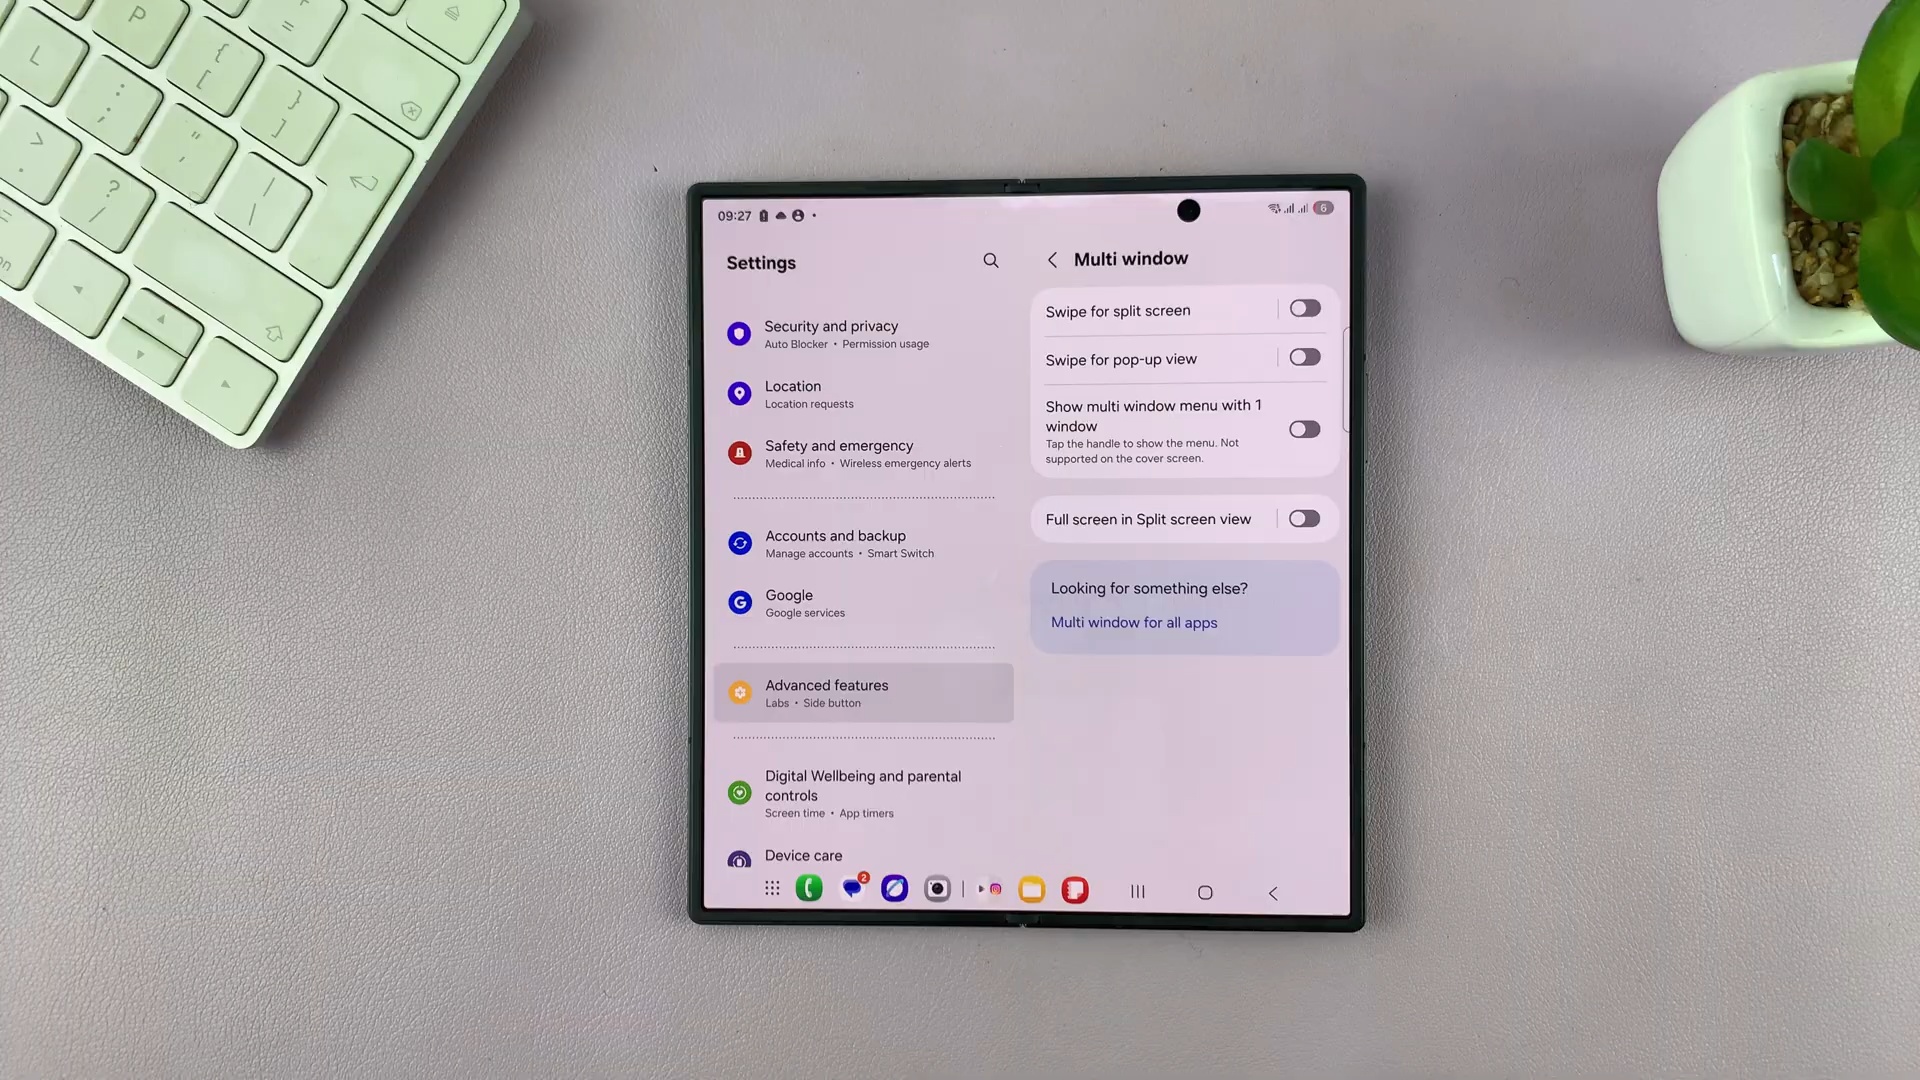 P
L
{
[
}
]
:
;
"
'
>
.
?
/
|
\
=
09:27
6
Settings
Multi window
Security and privacy
Auto Blocker • Permission usage
Location
Location requests
Safety and emergency
Medical info • Wireless emergency alerts
Accounts and backup
Manage accounts • Smart Switch
Google
Google services
Advanced features
Labs • Side button
Digital Wellbeing and parental
controls
Screen time • App timers
Device care
2
Swipe for split screen
Swipe for pop-up view
Show multi window menu with 1
window
Tap the handle to show the menu. Not
supported on the cover screen.
Full screen in Split screen view
Looking for something else?
Multi window for all apps